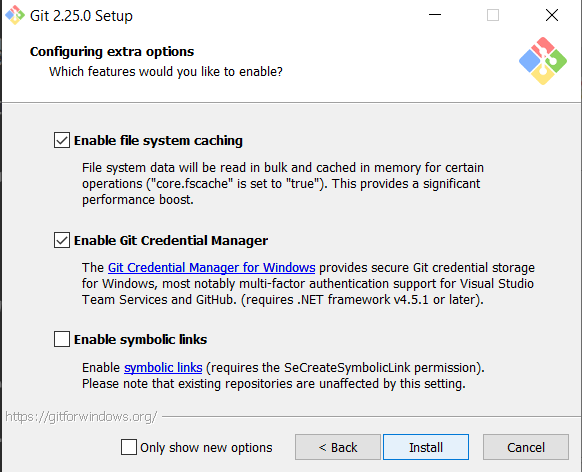 Git 2.25.0 Setup
Configuring extra options
Which features would you like to enable?
Enable file system caching
File system data will be read in bulk and cached in memory for certain
operations ("core.fscache" is set to "true"). This provides a significant
performance boost.
Enable Git Credential Manager
The Git Credential Manager for Windows provides secure Git credential storage
for Windows, most notably multi-factor authentication support for Visual Studio
Team Services and GitHub. (requires .NET framework v4.5.1 or later).
Enable symbolic links
Enable symbolic links (requires the SeCreateSymbolicLink permission).
Please note that existing repositories are unaffected by this setting.
https://gitforwindows.org/
Only show new options
< Back
Install
Cancel